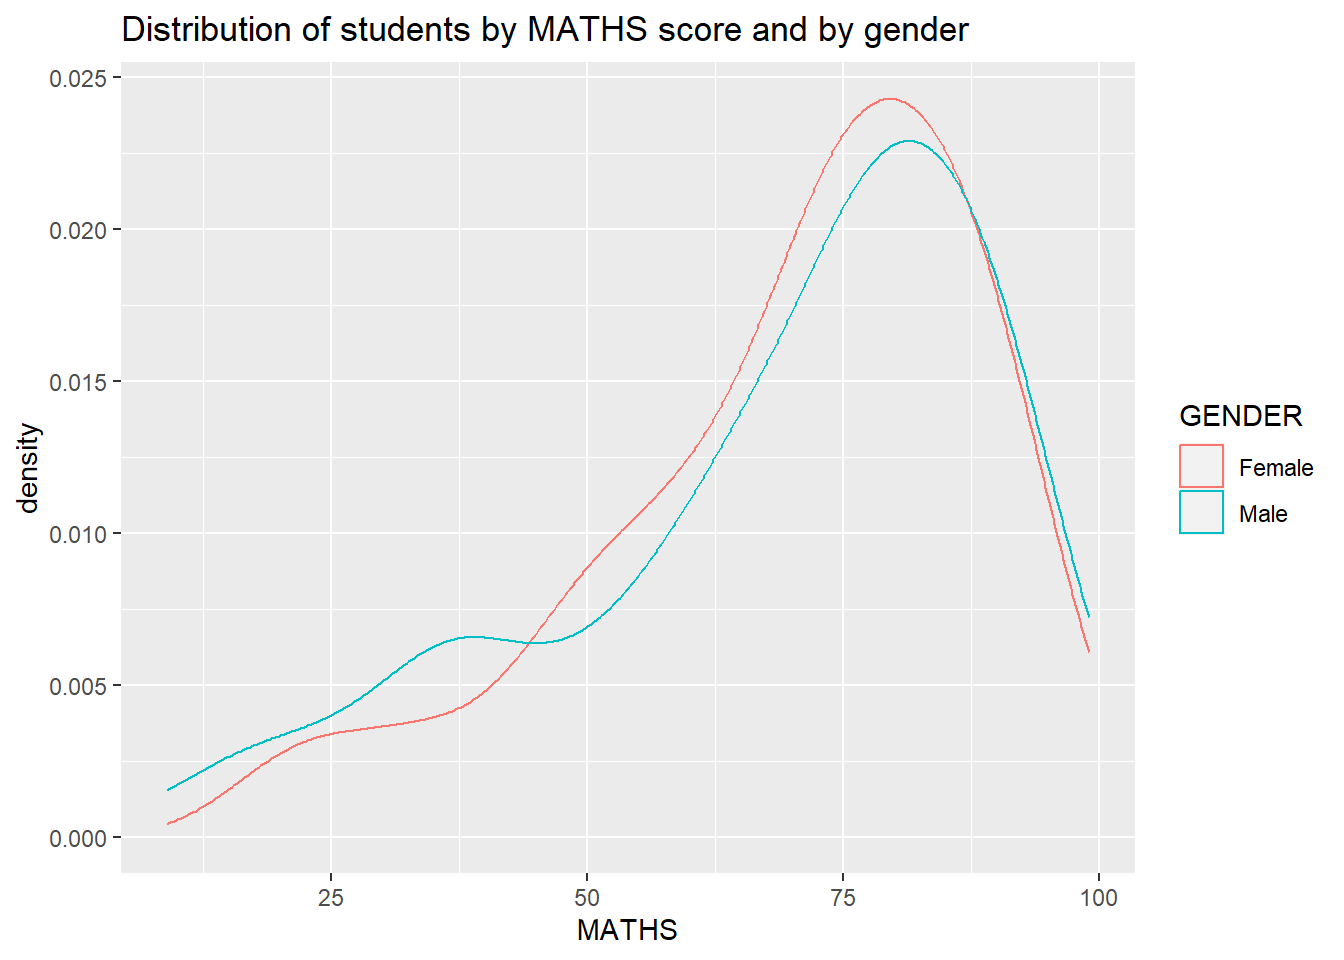 Distribution of students by MATHS score and by gender
0.025
0.020
0.015
0.010
0.005
0.000
density
25 50 75 100
MATHS
GENDER
Female
Male